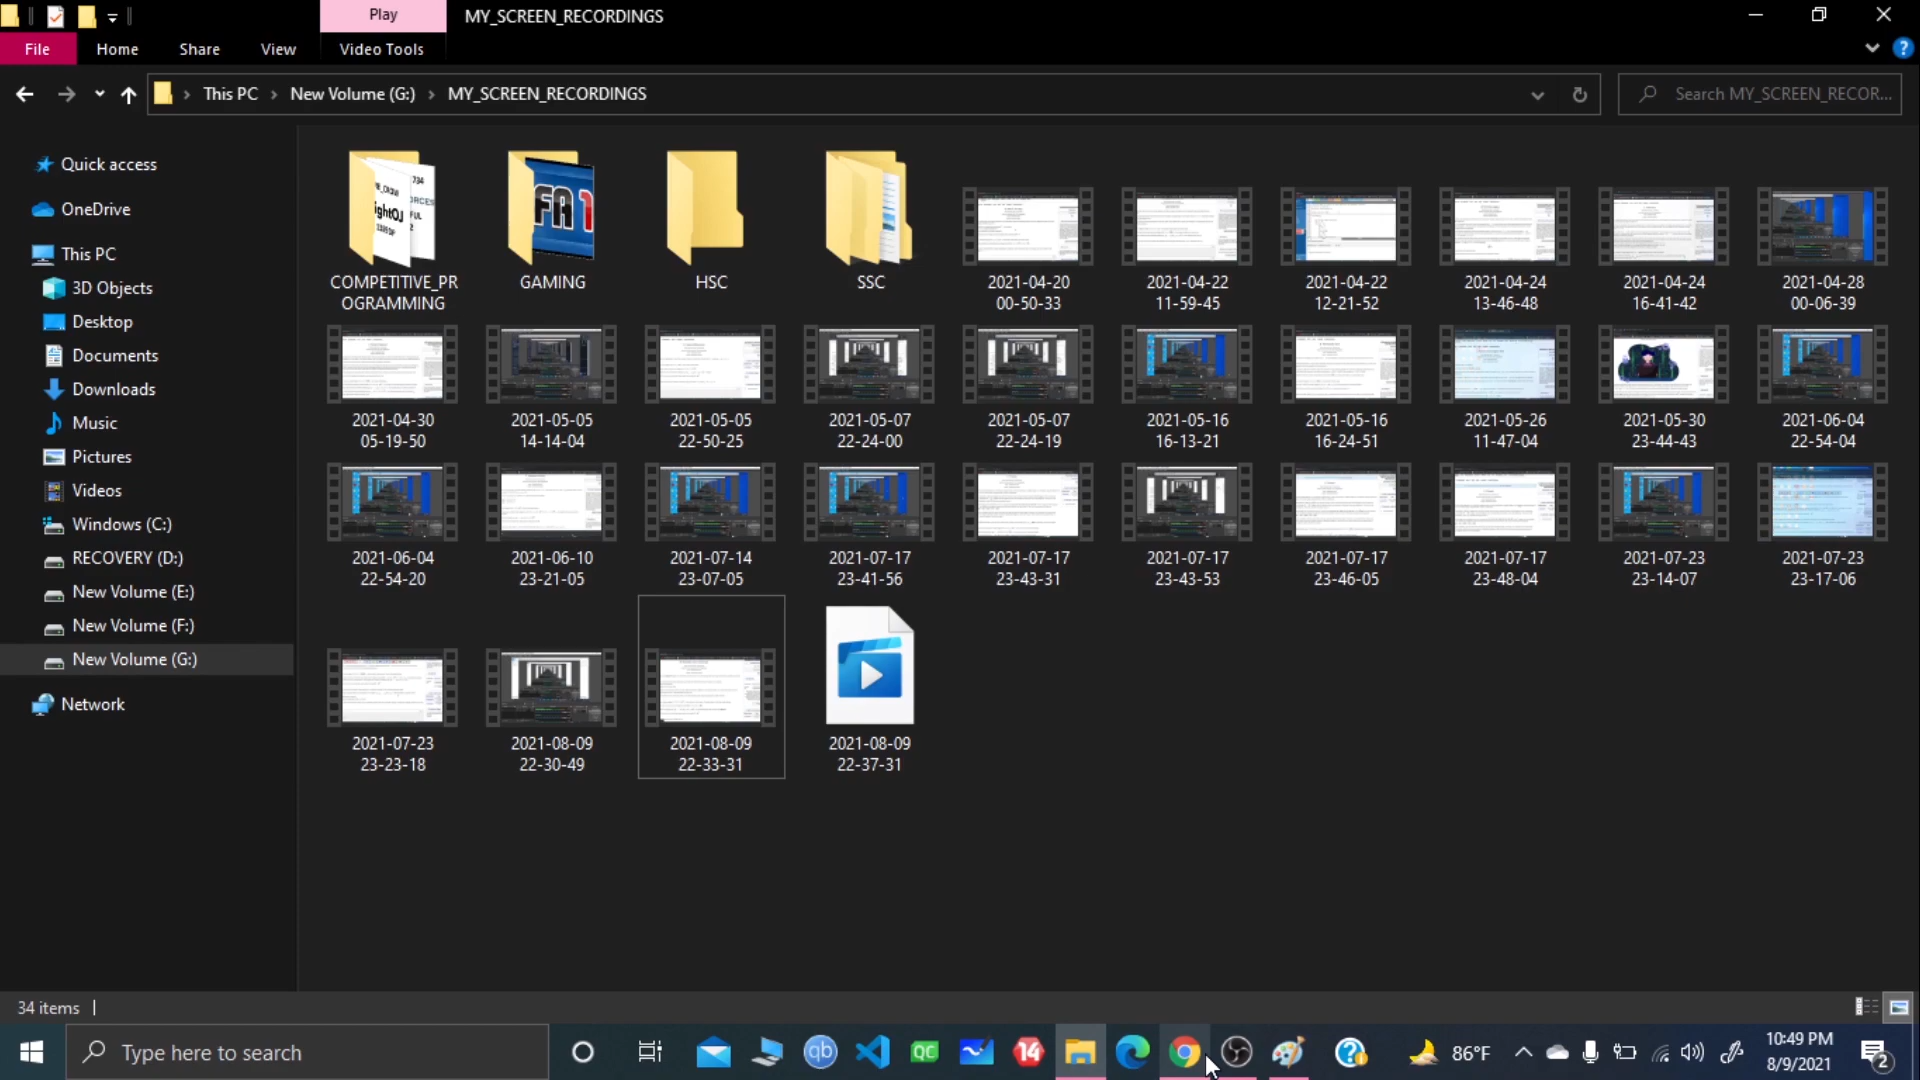 Play
MY_SCREEN_RECORDINGS
File
Home
Share
View
Video Tools
This PC
New Volume (G:)
MY_SCREEN_RECORDINGS
Search MY_SCREEN_RECOR...
Quick access
OneDrive
This PC
3D Objects
Desktop
Documents
Downloads
Music
Pictures
Videos
Windows (C:)
RECOVERY (D:)
New Volume (E:)
New Volume (F:)
New Volume (G:)
Network
COMPETITIVE_PR
OGRAMMING
GAMING
HSC
SSC
2021-04-20
00-50-33
2021-04-22
11-59-45
2021-04-22
12-21-52
2021-04-24
13-46-48
2021-04-24
16-41-42
2021-04-28
00-06-39
2021-04-30
05-19-50
2021-05-05
14-14-04
2021-05-05
22-50-25
2021-05-07
22-24-00
2021-05-07
22-24-19
2021-05-16
16-13-21
2021-05-16
16-24-51
2021-05-26
11-47-04
2021-05-30
23-44-43
2021-06-04
22-54-04
2021-06-04
22-54-20
2021-06-10
23-21-05
2021-07-14
23-07-05
2021-07-17
23-41-56
2021-07-17
23-43-31
2021-07-17
23-43-53
2021-07-17
23-46-05
2021-07-17
23-48-04
2021-07-23
23-14-07
2021-07-23
23-17-06
2021-07-23
23-23-18
2021-08-09
22-30-49
2021-08-09
22-33-31
2021-08-09
22-37-31
34 items
Type here to search
qb
QC
14
86°F
10:49 PM
8/9/2021
2